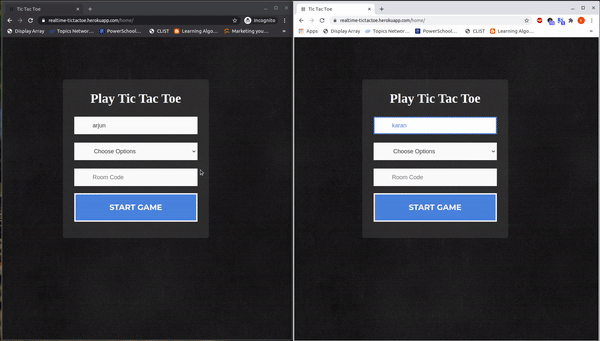 Tic Tac Toe
realtime-tictactoe.herokuapp.com/home/
Incognito
Display Array
Topics Networ...
PowerSchool...
CLIST
Learning Algo...
Marketing you...
Play Tic Tac Toe
arjun
Choose Options
Room Code
START GAME
Tic Tac Toe
realtime-tictactoe.herokuapp.com/home/
Apps
Display Array
Topics Networ...
PowerSchool...
CLIST
Learning Algo...
Play Tic Tac Toe
karan
Choose Options
Room Code
START GAME